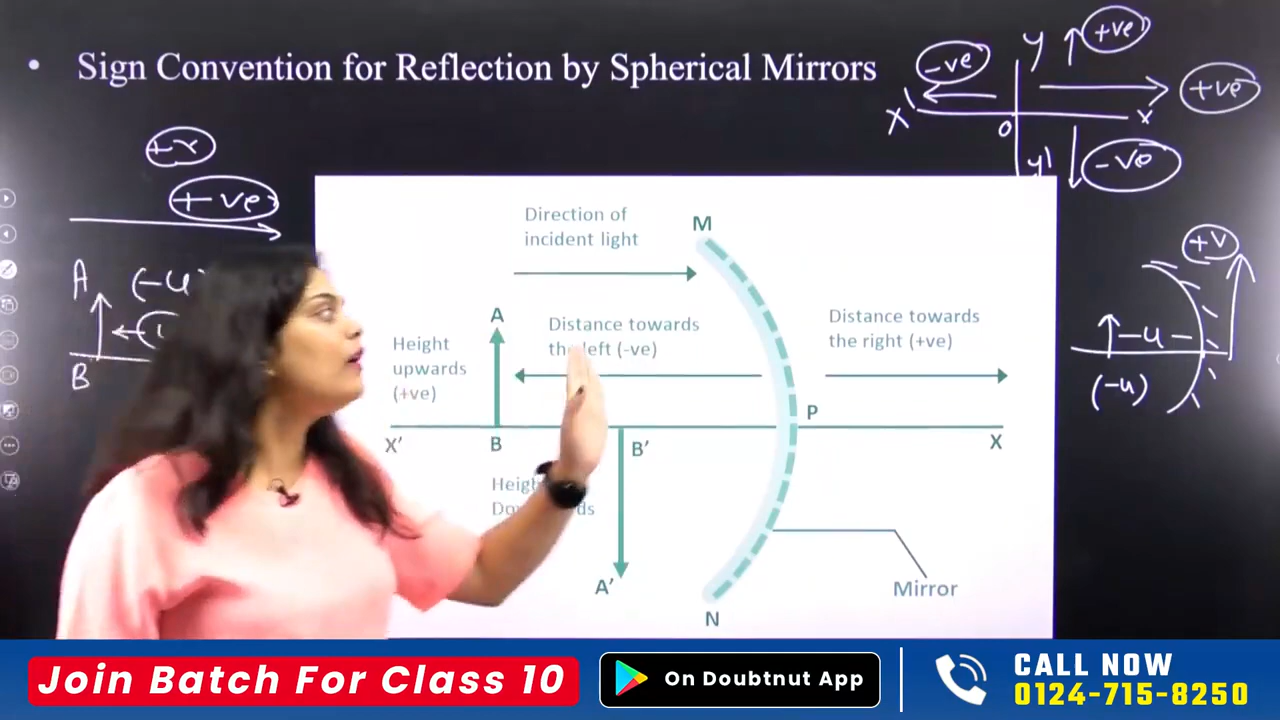 • Sign Convention for Reflection by Spherical Mirrors
-ve
y
+ve
+ve
X'
0
x
y'
-ve
+x
+ve
A
(-u)
B
Direction of
incident light
M
A
Height
upwards
(+ve)
Distance towards
the left (-ve)
Distance towards
the right (+ve)
P
X'
B
B'
X
A'
Mirror
N
+v
-u
(-u)
Join Batch For Class 10
On Doubtnut App
CALL NOW
0124-715-8250